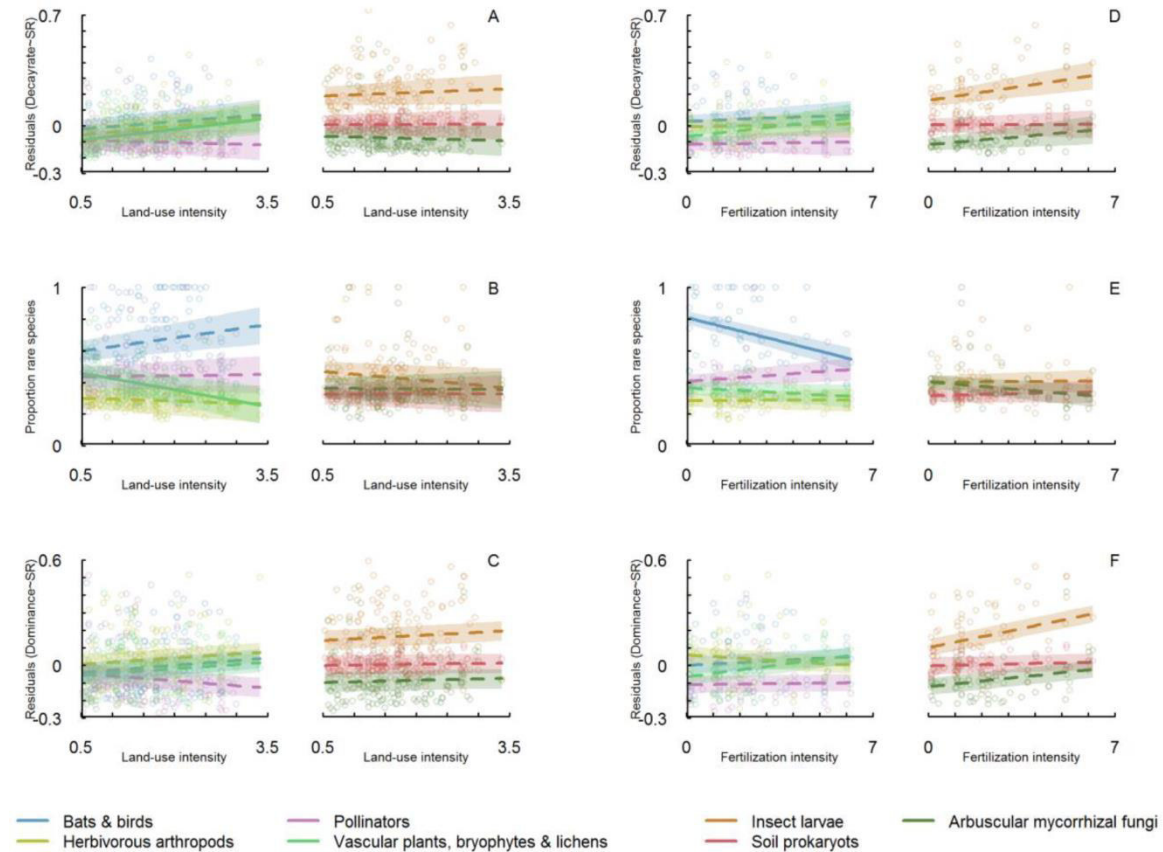 0.7
A
Residuals (Decayrate~SR)
0
-0.3
0.5
Land-use intensity
3.5
0.5
Land-use intensity
3.5
D
Residuals (Decayrate~SR)
0
-0.3
0
Fertilization intensity
7
0
Fertilization intensity
7
1
B
Proportion rare species
0
0.5
Land-use intensity
3.5
0.5
Land-use intensity
3.5
1
E
Proportion rare species
0
0
Fertilization intensity
7
0
Fertilization intensity
7
0.6
C
Residuals (Dominance~SR)
0
-0.3
0.5
Land-use intensity
3.5
0.5
Land-use intensity
3.5
0.6
F
Residuals (Dominance~SR)
0
-0.3
0
Fertilization intensity
7
0
Fertilization intensity
7
Bats & birds
Pollinators
Insect larvae
Arbuscular mycorrhizal fungi
Herbivorous arthropods
Vascular plants, bryophytes & lichens
Soil prokaryots